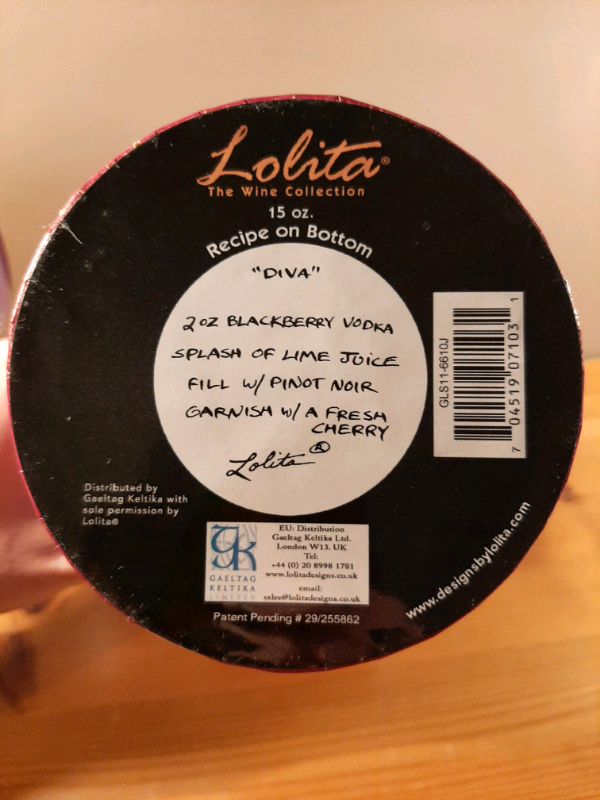 Lolita®
The Wine Collection
15 oz.
Recipe on Bottom
"DIVA"
2 OZ BLACKBERRY VODKA
SPLASH OF LIME JUICE
FILL W/ PINOT NOIR
GARNISH W/ A FRESH
CHERRY
Lolita ®
GLS11-6610J
7 04519 07103 1
Distributed by
Gaeltag Keltika with
sole permission by
Lolita®
GK
GAELTAG
KELTIKA
LIMITED
EU: Distribution
Gaeltag Keltika Ltd.
London W13. UK
Tel:
+44 (0) 20 8998 1781
www.lolitadesigns.co.uk
email:
sales@lolitadesigns.co.uk
www.designsbylolita.com
Patent Pending # 29/255862